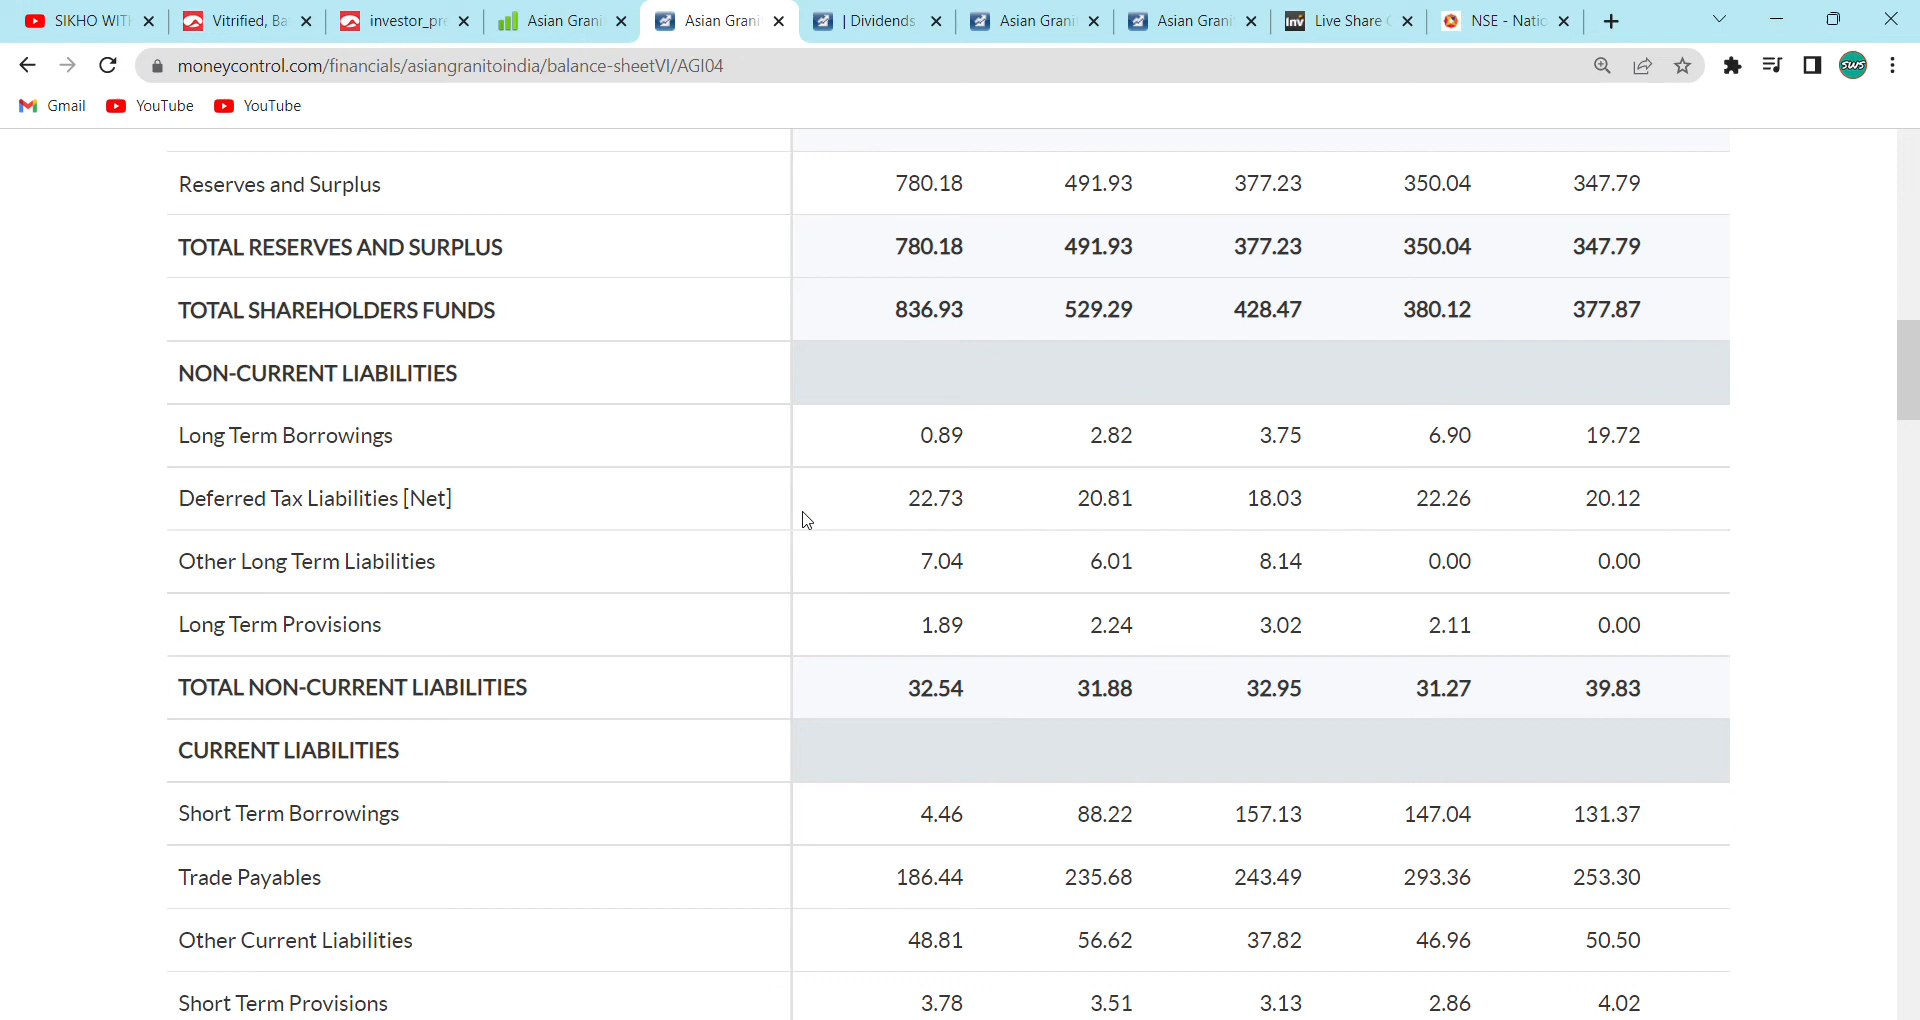 SIKHO WITH
Vitrified, Ba
investor_pre
Asian Grani
Asian Grani
| Dividends
Asian Grani
Asian Grani
Live Share
NSE - Natio
moneycontrol.com/financials/asiangranitoindia/balance-sheetVI/AGI04
SWS
Gmail YouTube YouTube
Reserves and Surplus 780.18 491.93 377.23 350.04 347.79
TOTAL RESERVES AND SURPLUS 780.18 491.93 377.23 350.04 347.79
TOTAL SHAREHOLDERS FUNDS 836.93 529.29 428.47 380.12 377.87
NON-CURRENT LIABILITIES
Long Term Borrowings 0.89 2.82 3.75 6.90 19.72
Deferred Tax Liabilities [Net] 22.73 20.81 18.03 22.26 20.12
Other Long Term Liabilities 7.04 6.01 8.14 0.00 0.00
Long Term Provisions 1.89 2.24 3.02 2.11 0.00
TOTAL NON-CURRENT LIABILITIES 32.54 31.88 32.95 31.27 39.83
CURRENT LIABILITIES
Short Term Borrowings 4.46 88.22 157.13 147.04 131.37
Trade Payables 186.44 235.68 243.49 293.36 253.30
Other Current Liabilities 48.81 56.62 37.82 46.96 50.50
Short Term Provisions 3.78 3.51 3.13 2.86 4.02